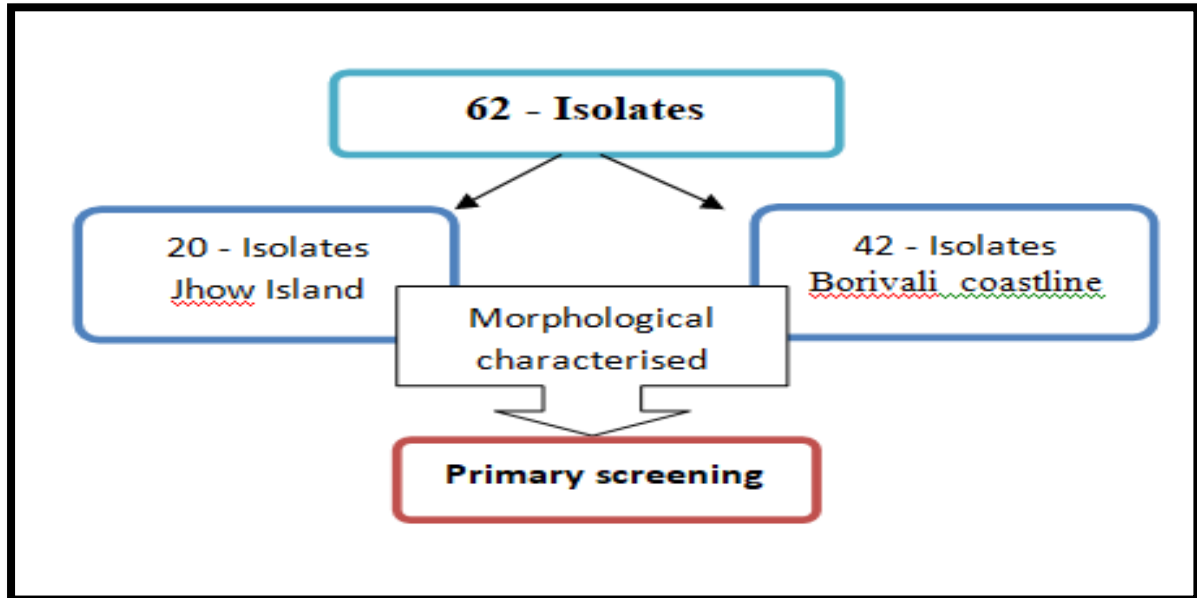 62 - Isolates
20 - Isolates
Jhow Island
42 - Isolates
Borivali coastline
Morphological
characterised
Primary screening